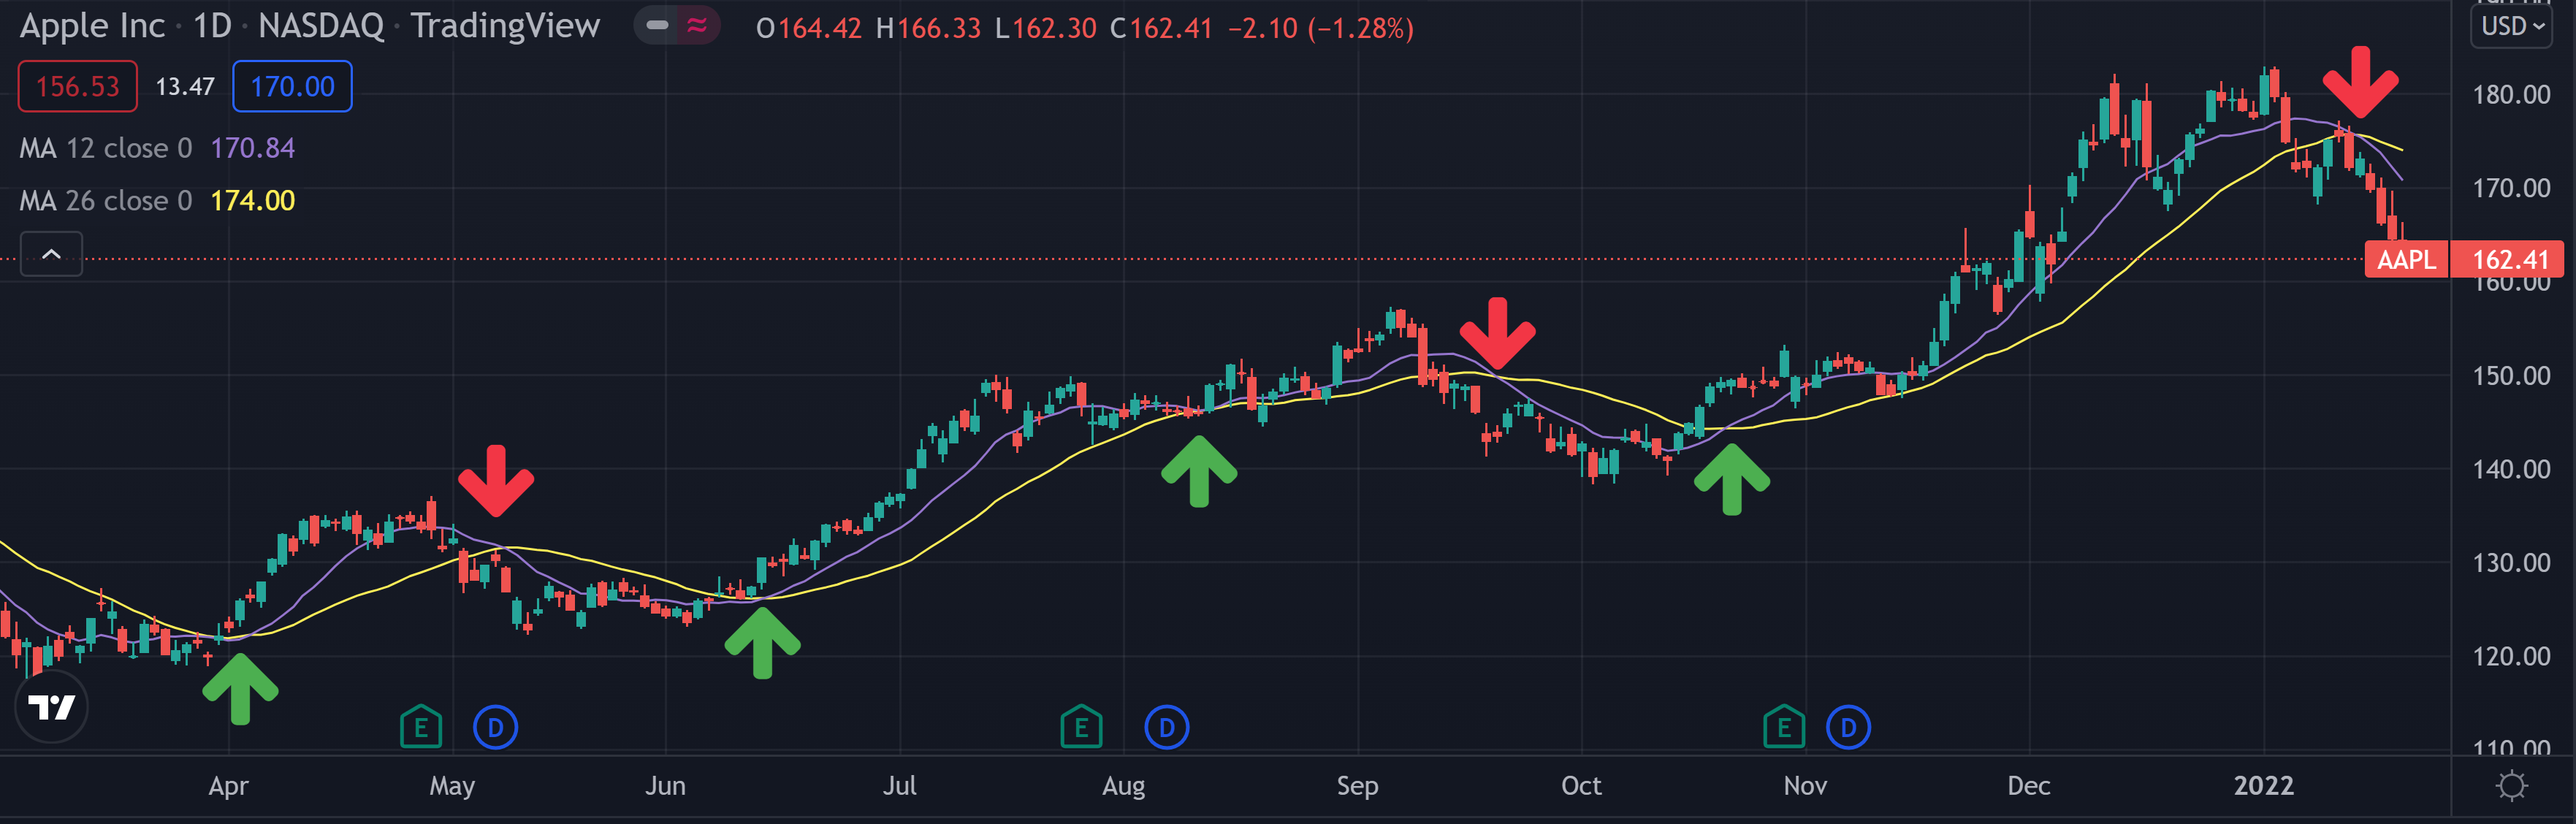 Apple Inc · 1D · NASDAQ · TradingView O164.42 H166.33 L162.30 C162.41 −2.10 (−1.28%)
USD
156.53 13.47 170.00
MA 12 close 0 170.84
MA 26 close 0 174.00
180.00
170.00
AAPL 162.41
160.00
150.00
140.00
130.00
120.00
110.00
E D E D E D
Apr May Jun Jul Aug Sep Oct Nov Dec 2022